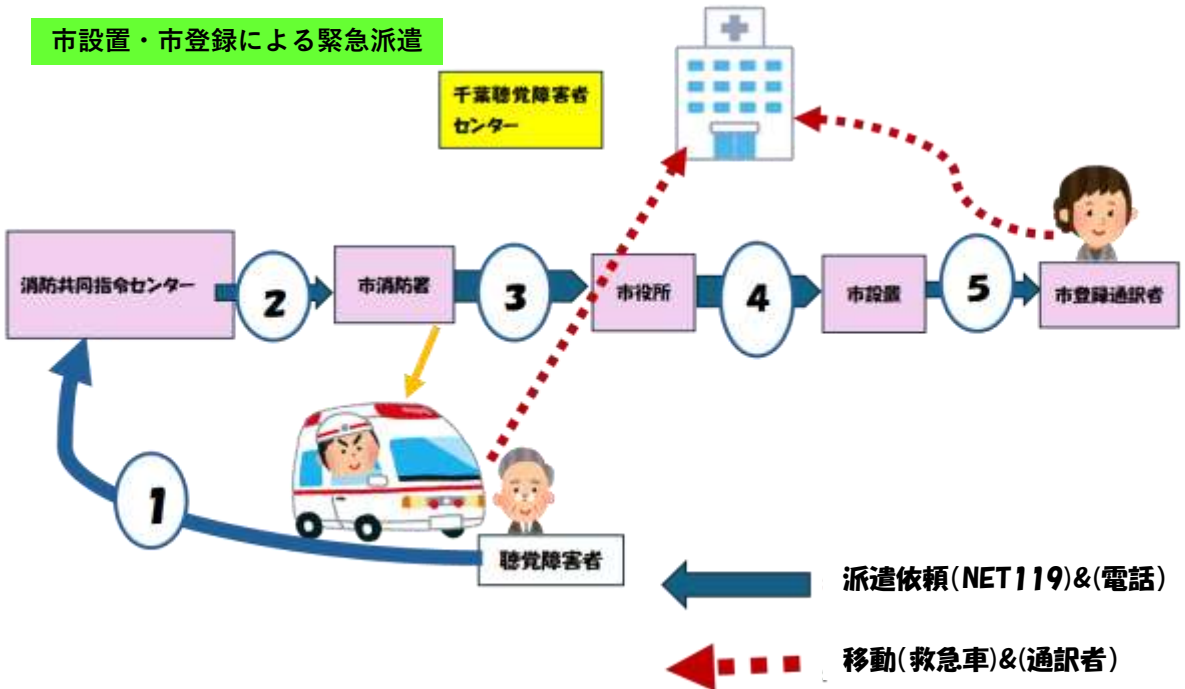 市設置・市登録による緊急派遣
千葉聴覚障害者
センター
消防共同指令センター
2
市消防署
3
市役所
4
市設置
5
市登録通訳者
1
聴覚障害者
派遣依頼(NET119)&(電話)
移動(救急車)&(通訳者)